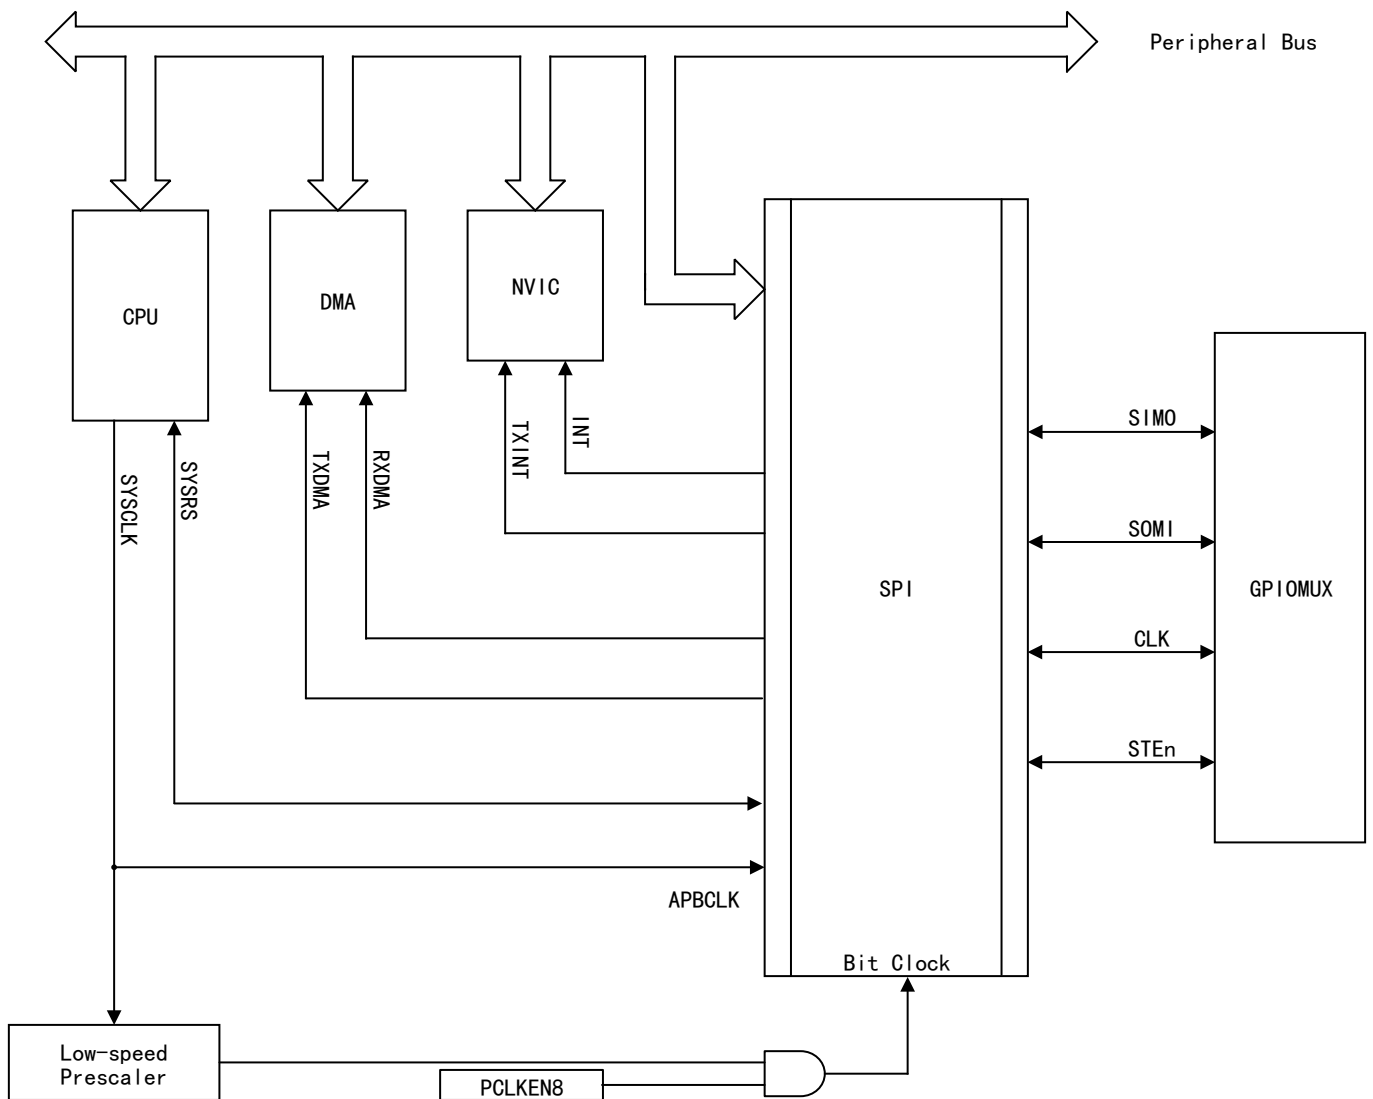 Peripheral Bus
CPU
DMA
NVIC
SPI
GPIOMUX
SYSCLK
SYSRS
TXDMA
RXDMA
TXINT
INT
SIMO
SOMI
CLK
STEn
APBCLK
Bit Clock
Low-speed
Prescaler
PCLKEN8